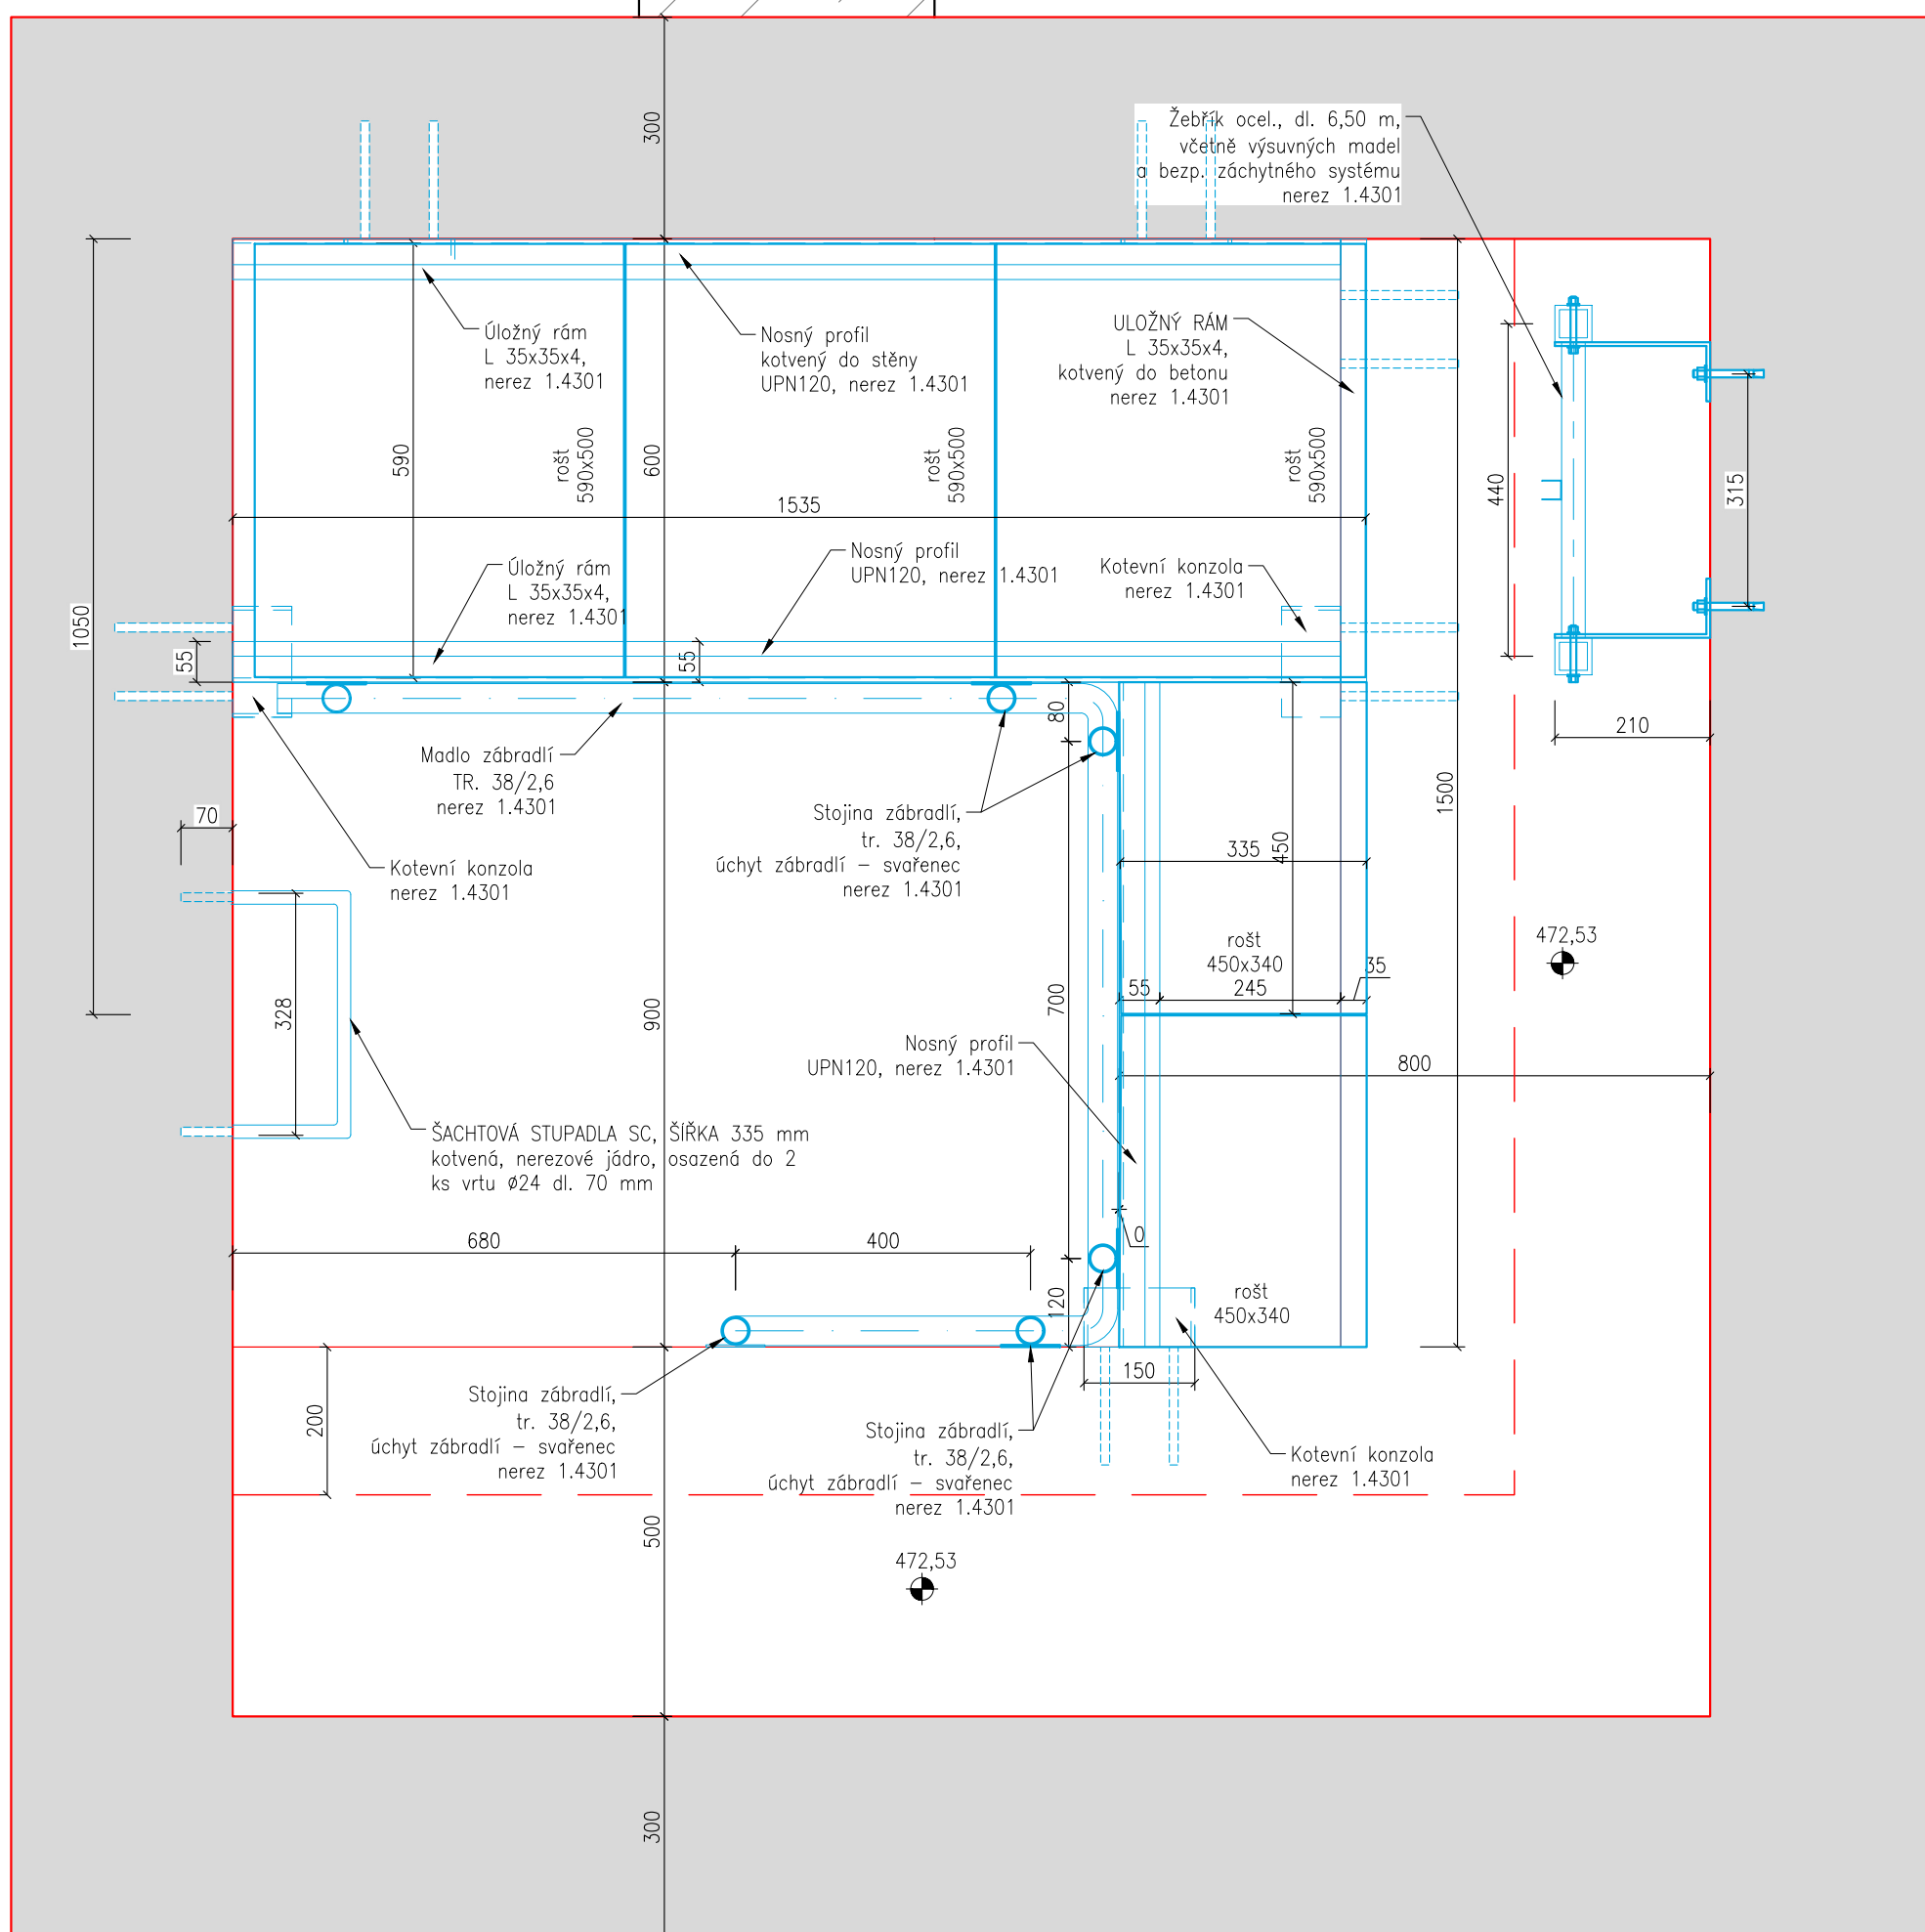 300
Žebřík ocel., dl. 6,50 m,
včetně výsuvných madel
a bezp. záchytného systému
nerez 1.4301
Úložný rám
L 35x35x4,
nerez 1.4301
Nosný profil
kotvený do stěny
UPN120, nerez 1.4301
ULOŽNÝ RÁM
L 35x35x4,
kotvený do betonu
nerez 1.4301
590
rošt
590x500
600
rošt
590x500
rošt
590x500
440
315
1535
1050
Úložný rám
L 35x35x4,
nerez 1.4301
Nosný profil
UPN120, nerez 1.4301
Kotevní konzola
nerez 1.4301
55
55
80
210
Madlo zábradlí
TR. 38/2,6
nerez 1.4301
70
Stojina zábradlí,
tr. 38/2,6,
úchyt zábradlí – svařenec
nerez 1.4301
1500
335
450
Kotevní konzola
nerez 1.4301
472,53
rošt
450x340
35
55
245
328
900
700
Nosný profil
UPN120, nerez 1.4301
800
ŠACHTOVÁ STUPADLA SC, ŠÍŘKA 335 mm
kotvená, nerezové jádro, osazená do 2
ks vrtu ø24 dl. 70 mm
680
400
0
120
rošt
450x340
150
200
Stojina zábradlí,
tr. 38/2,6,
úchyt zábradlí – svařenec
nerez 1.4301
Stojina zábradlí,
tr. 38/2,6,
úchyt zábradlí – svařenec
nerez 1.4301
Kotevní konzola
nerez 1.4301
500
472,53
300